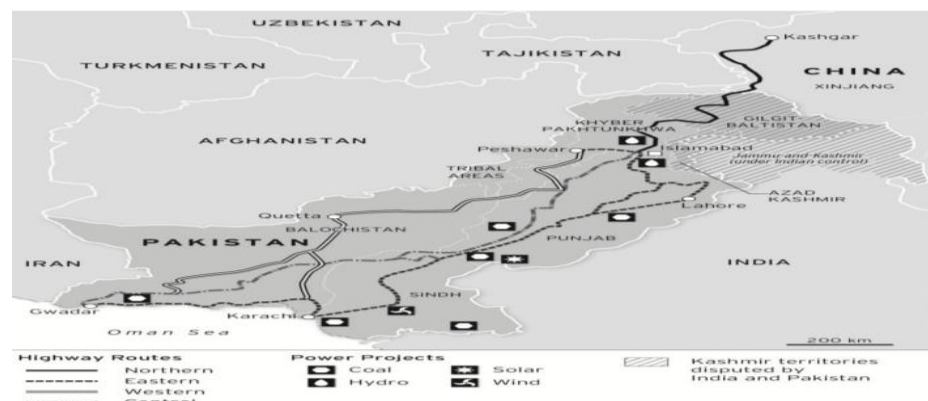 UZBEKISTAN
Kashgar
TAJIKISTAN
TURKMENISTAN
CHINA
XINJIANG
AFGHANISTAN
KHYBER
PAKHTUNKHWA
GILGIT
BALTISTAN
Peshawar
Islamabad
Jammu and Kashmir
(under Indian control)
TRIBAL
AREAS
AZAD
KASHMIR
Lahore
Quetta
BALOCHISTAN
PAKISTAN
PUNJAB
IRAN
INDIA
SINDH
Gwadar
Karachi
Oman Sea
200 km
Highway Routes
Northern
Eastern
Western
Power Projects
Coal
Hydro
Solar
Wind
Kashmir territories
disputed by
India and Pakistan